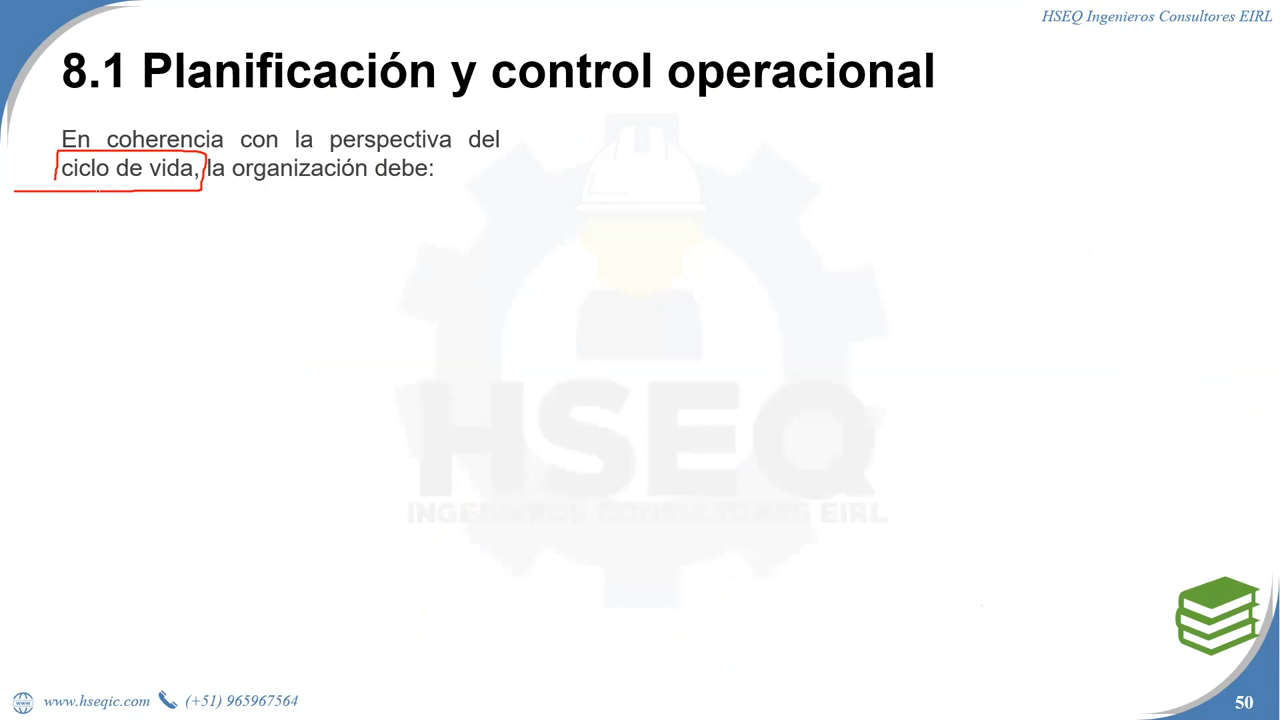 HSEQ Ingenieros Consultores EIRL
8.1 Planificación y control operacional
En coherencia con la perspectiva del
ciclo de vida, la organización debe:
HSEQ
INGENIEROS CONSULTORES EIRL
www.hseqic.com (+51) 965967564
50